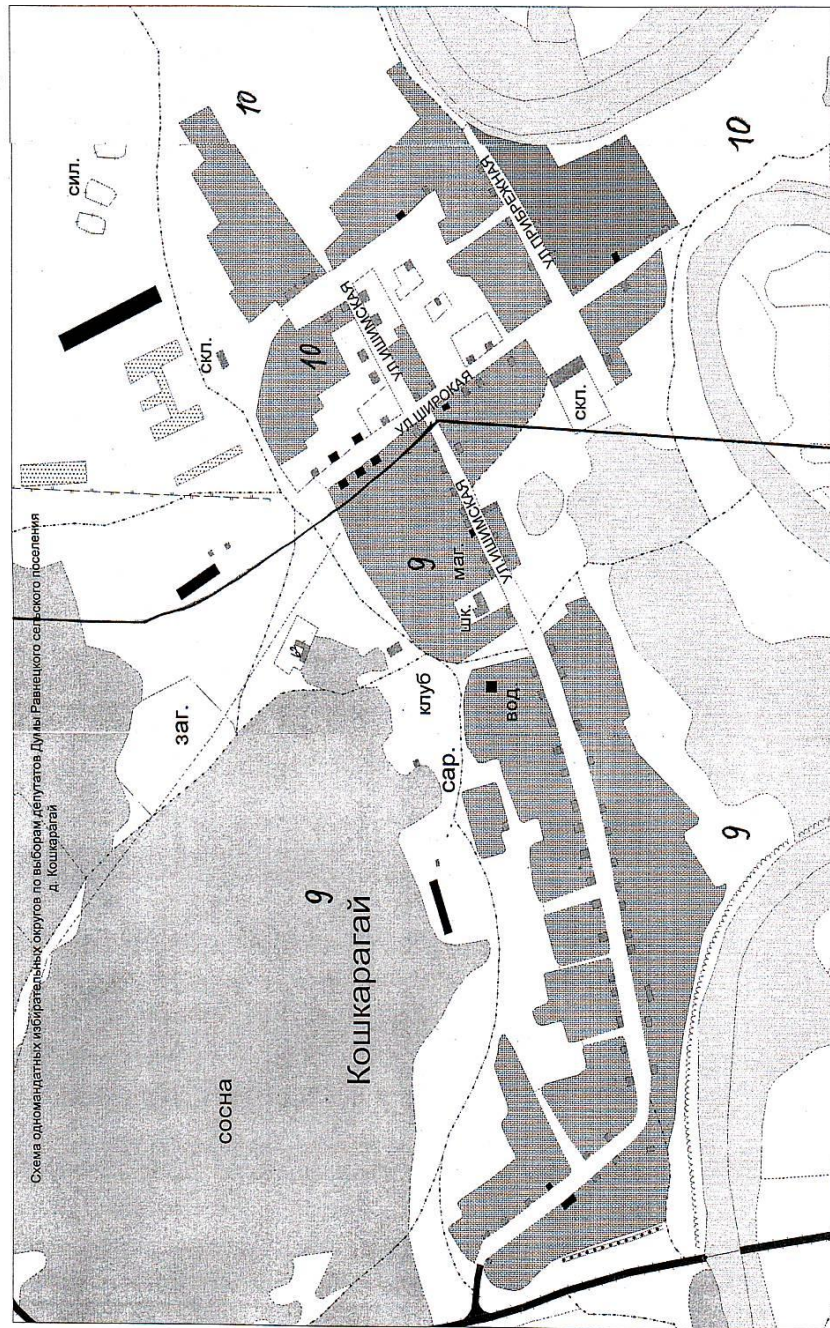 Схема одномандатных избирательных округов по выборам депутатов Думы Равнецкого сельского поселения
д. Кошкарагай
сил.
10
скл.
заг.
10
УЛ.ИШИМСКАЯ
УЛ.ШИРОКАЯ
УЛ.ПРИБРЕЖНАЯ
10
скл.
сосна
9
Кошкарагай
клуб
сар.
вод.
шк.
маг.
9
УЛ.ИШИМСКАЯ
9